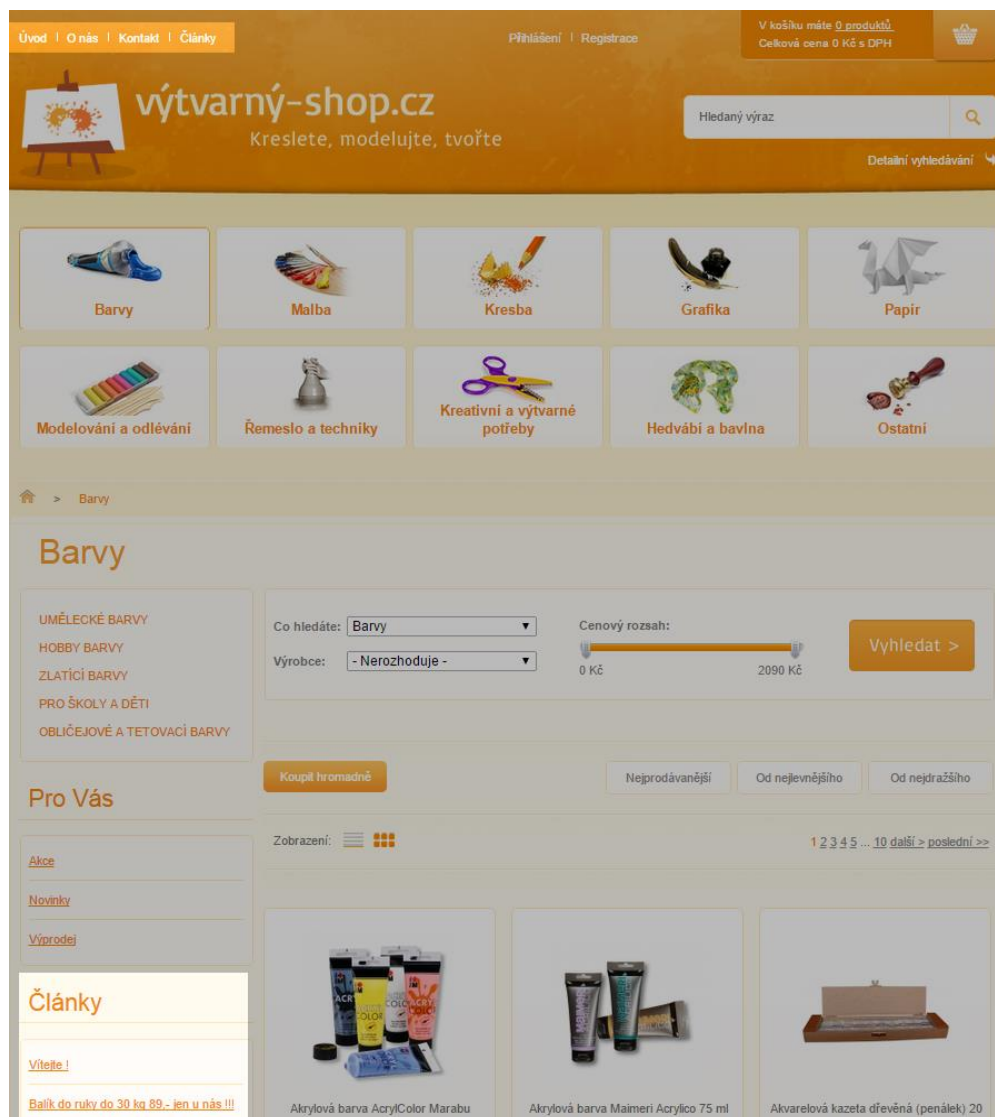 Úvod | O nás | Kontakt | Články
Přihlášení | Registrace
V košíku máte 0 produktů
Celková cena 0 Kč s DPH
výtvarný-shop.cz
Kreslete, modelujte, tvořte
Hledaný výraz
Detailní vyhledávání
Barvy
Malba
Kresba
Grafika
Papír
Modelování a odlévání
Řemeslo a techniky
Kreativní a výtvarné
potřeby
Hedvábí a bavlna
Ostatní
> Barvy
Barvy
UMĚLECKÉ BARVY
HOBBY BARVY
ZLATÍCÍ BARVY
PRO ŠKOLY A DĚTI
OBLIČEJOVÉ A TETOVACÍ BARVY
Co hledáte: Barvy
Výrobce: - Nerozhoduje -
Cenový rozsah:
0 Kč 2090 Kč
Vyhledat >
Koupit hromadně
Nejprodávanější
Od nejlevnějšího
Od nejdražšího
Pro Vás
Zobrazení:
1 2 3 4 5 ... 10 další > poslední >>
Akce
Novinky
Výprodej
Články
Vítejte !
Balík do ruky do 30 kg 89.- jen u nás !!!
Akrylová barva AcrylColor Marabu
Akrylová barva Maimeri Acrylico 75 ml
Akvarelová kazeta dřevěná (penálek) 20